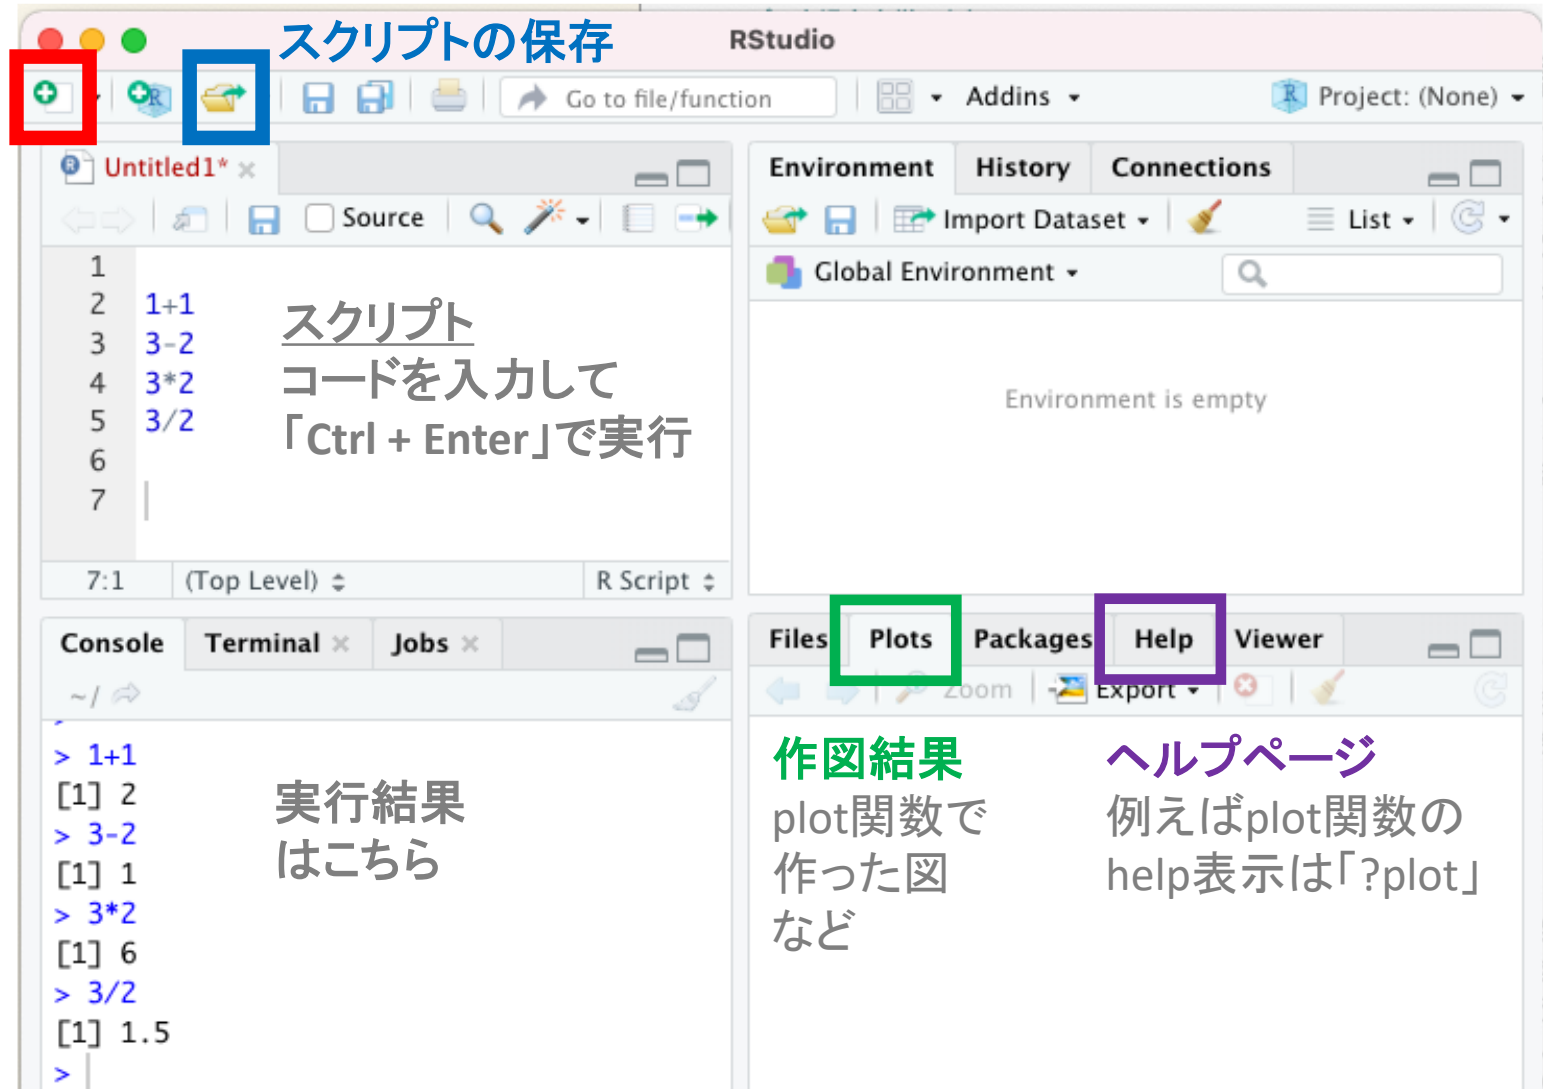 スクリプトの保存
RStudio
Go to file/function
Addins
Project: (None)
Untitled1*
Source
1
2 1+1
3 3-2
4 3*2
5 3/2
6
7
スクリプト
コードを入力して
「Ctrl + Enter」で実行
7:1 (Top Level) R Script
Environment History Connections
Import Dataset List
Global Environment
Environment is empty
Console Terminal Jobs
~/
> 1+1
[1] 2
> 3-2
[1] 1
> 3*2
[1] 6
> 3/2
[1] 1.5
>
実行結果
はこちら
Files Plots Packages Help Viewer
Zoom Export
作図結果
plot関数で
作った図
など
ヘルプページ
例えばplot関数の
help表示は「?plot」